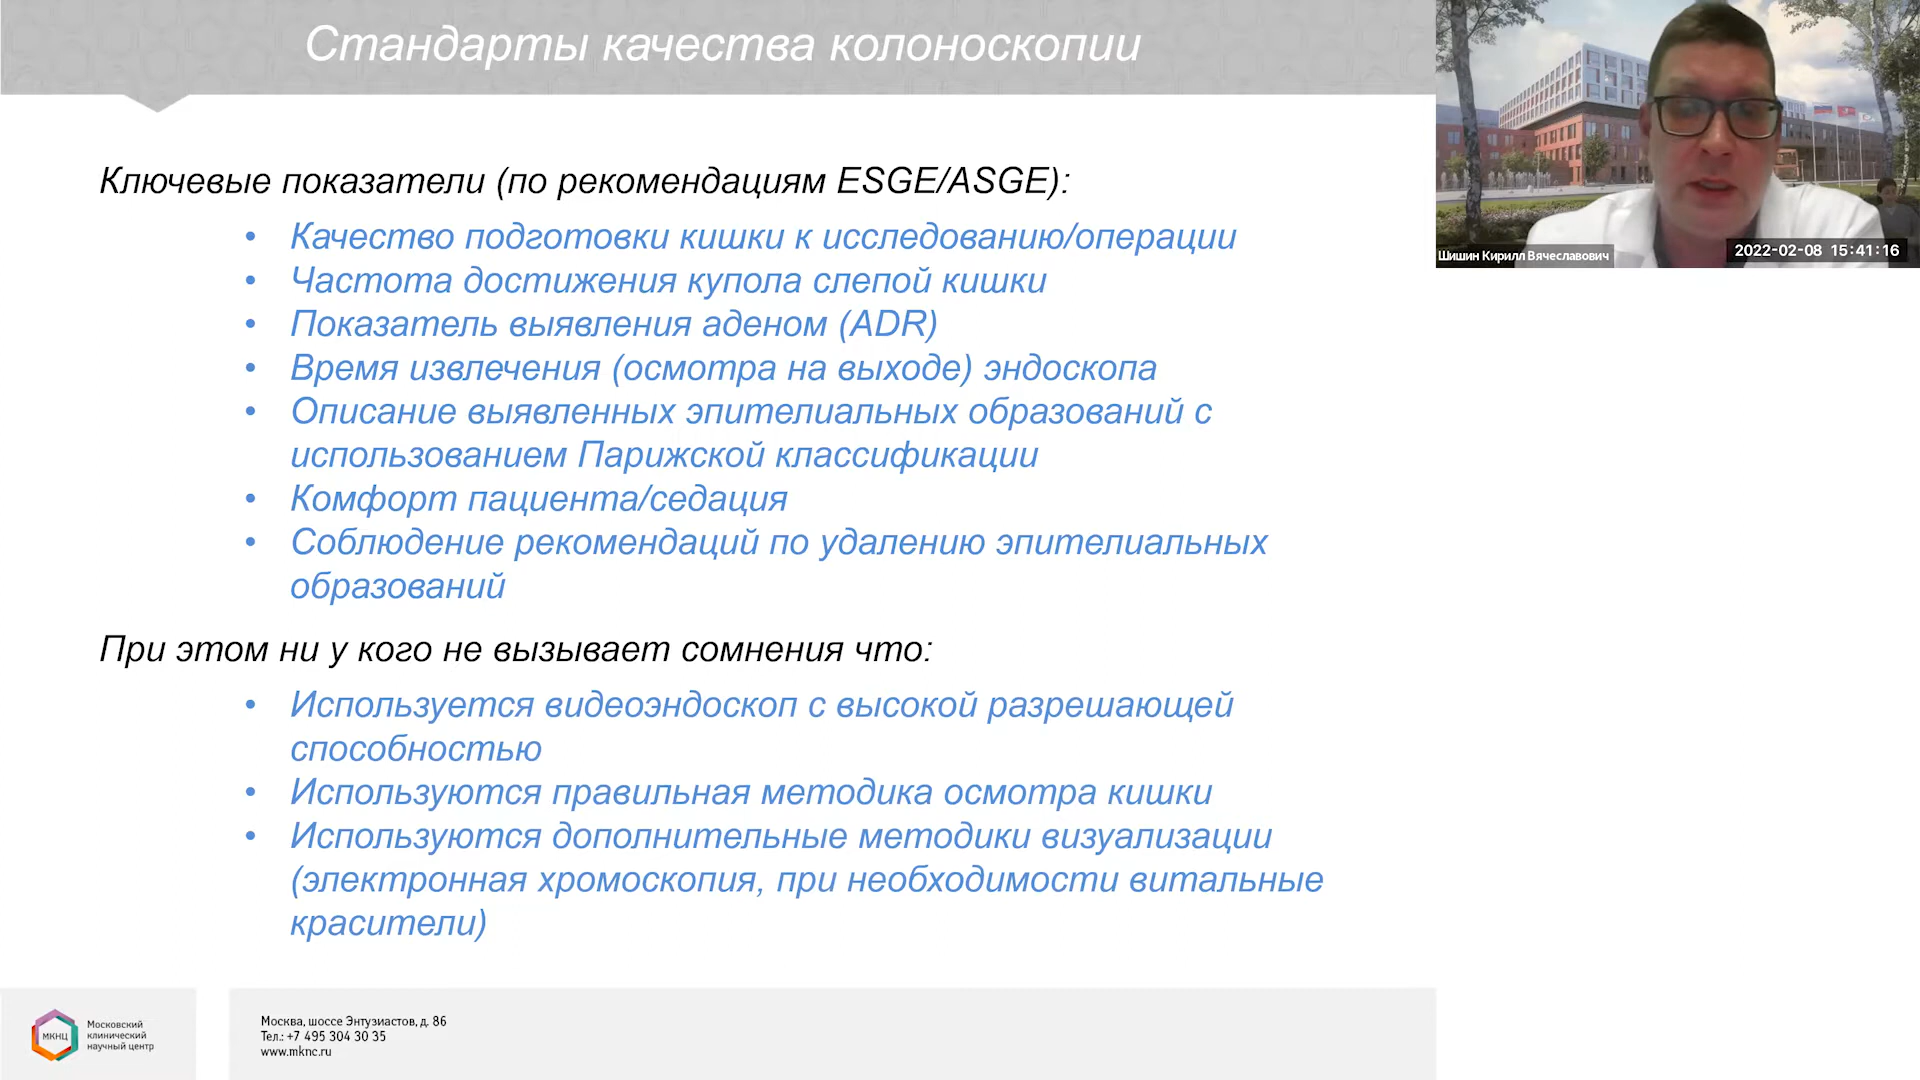 Стандарты качества колоноскопии
Ключевые показатели (по рекомендациям ESGE/ASGE):
• Качество подготовки кишки к исследованию/операции
• Частота достижения купола слепой кишки
• Показатель выявления аденом (ADR)
• Время извлечения (осмотра на выходе) эндоскопа
• Описание выявленных эпителиальных образований с
использованием Парижской классификации
• Комфорт пациента/седация
• Соблюдение рекомендаций по удалению эпителиальных
образований
При этом ни у кого не вызывает сомнения что:
• Используется видеоэндоскоп с высокой разрешающей
способностью
• Используются правильная методика осмотра кишки
• Используются дополнительные методики визуализации
(электронная хромоскопия, при необходимости витальные
красители)
Шишин Кирилл Вячеславович
2022-02-08 15:41:16
МКНЦ
Московский
клинический
научный центр
Москва, шоссе Энтузиастов, д. 86
Тел.: +7 495 304 30 35
www.mknc.ru